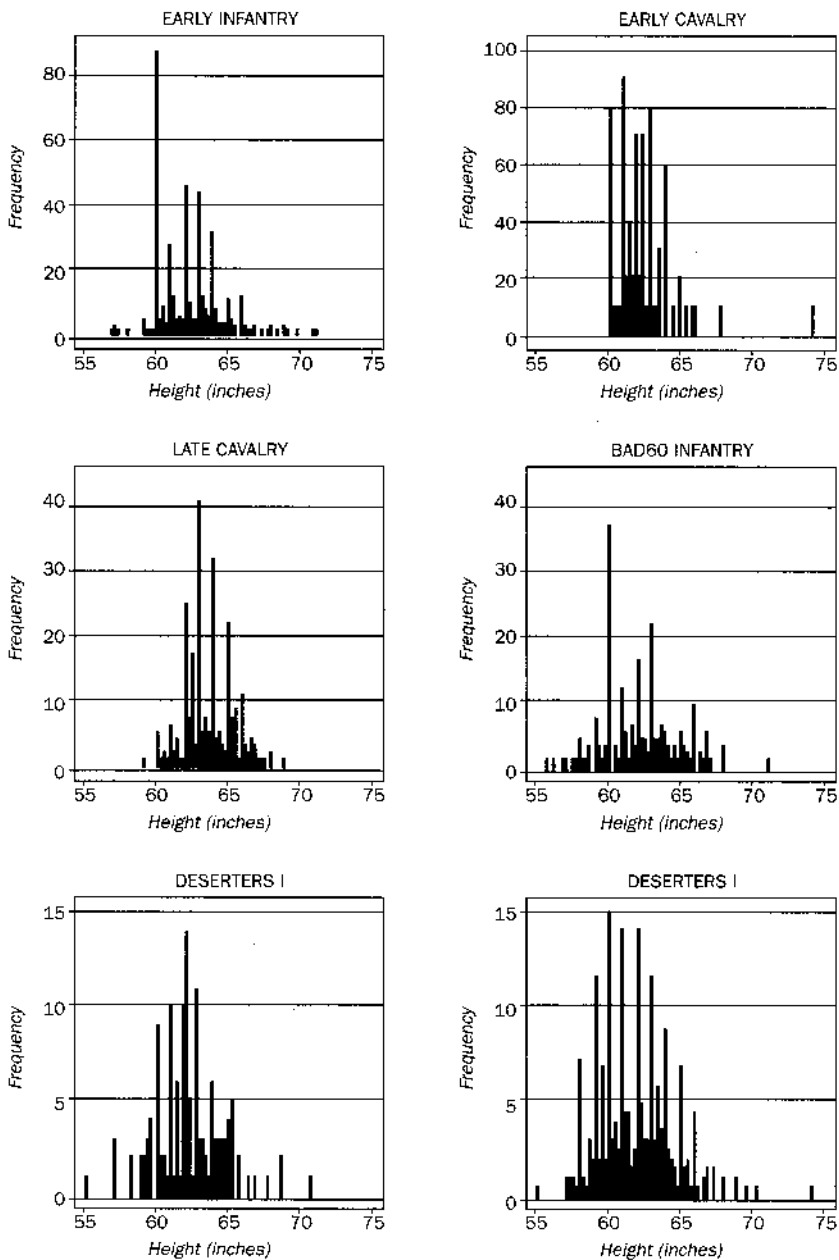 EARLY INFANTRY
Frequency
80
60
40
20
0
55 60 65 70 75
Height (inches)
EARLY CAVALRY
Frequency
100
80
60
40
20
0
55 60 65 70 75
Height (inches)
LATE CAVALRY
Frequency
40
30
20
10
0
55 60 65 70 75
Height (inches)
BAD60 INFANTRY
Frequency
40
30
20
10
0
55 60 65 70 75
Height (inches)
DESERTERS I
Frequency
15
10
5
0
55 60 65 70 75
Height (inches)
DESERTERS I
Frequency
15
10
5
0
55 60 65 70 75
Height (inches)